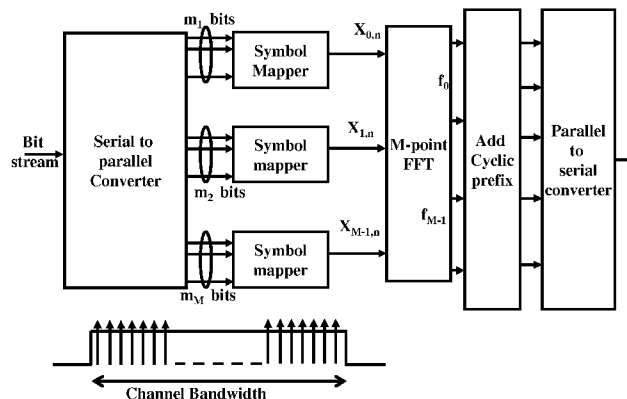 m1 bits
X0,n
Symbol
Mapper
f0
Bit
stream
Serial to
parallel
Converter
X1,n
Symbol
mapper
M-point
FFT
Add
Cyclic
prefix
Parallel
to
serial
converter
m2 bits
XM-1,n
fM-1
Symbol
mapper
mM bits
Channel Bandwidth